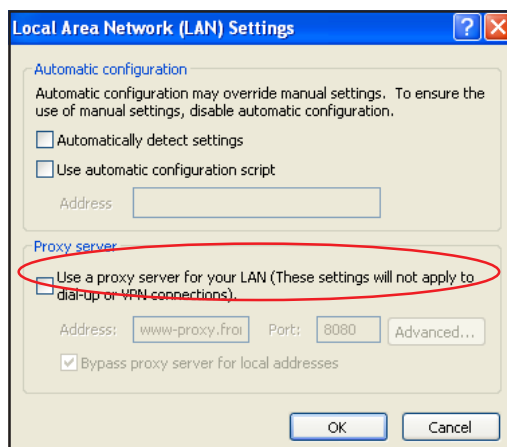 Local Area Network (LAN) Settings
Automatic configuration
Automatic configuration may override manual settings. To ensure the
use of manual settings, disable automatic configuration.
Automatically detect settings
Use automatic configuration script
Address
Proxy server
Use a proxy server for your LAN (These settings will not apply to
dial-up or VPN connections).
Address: www-proxy.fro Port: 8080 Advanced...
Bypass proxy server for local addresses
OK Cancel